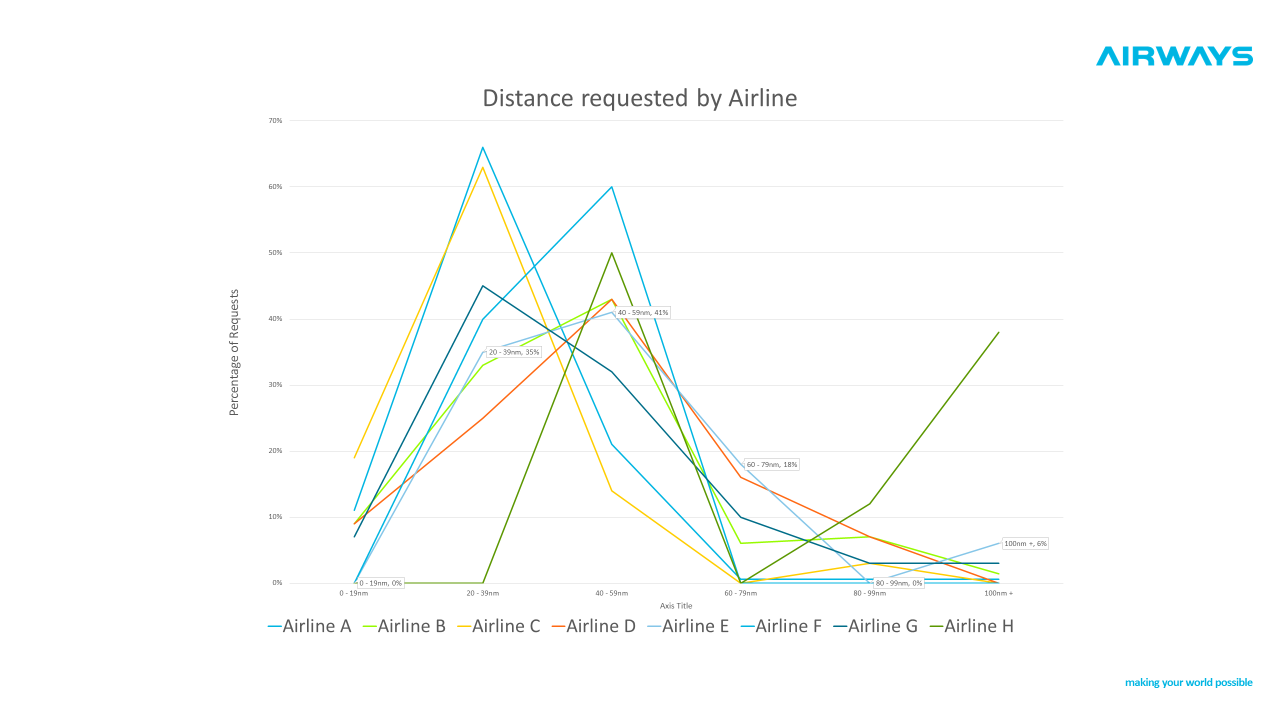 AIRWAYS
Distance requested by Airline
70%
60%
50%
40%
30%
20%
10%
0%
Percentage of Requests
40 - 59nm, 41%
20 - 39nm, 35%
60 - 79nm, 18%
100nm +, 6%
0 - 19nm, 0%
80 - 99nm, 0%
0 - 19nm 20 - 39nm 40 - 59nm 60 - 79nm 80 - 99nm 100nm +
Axis Title
Airline A Airline B Airline C Airline D Airline E Airline F Airline G Airline H
making your world possible